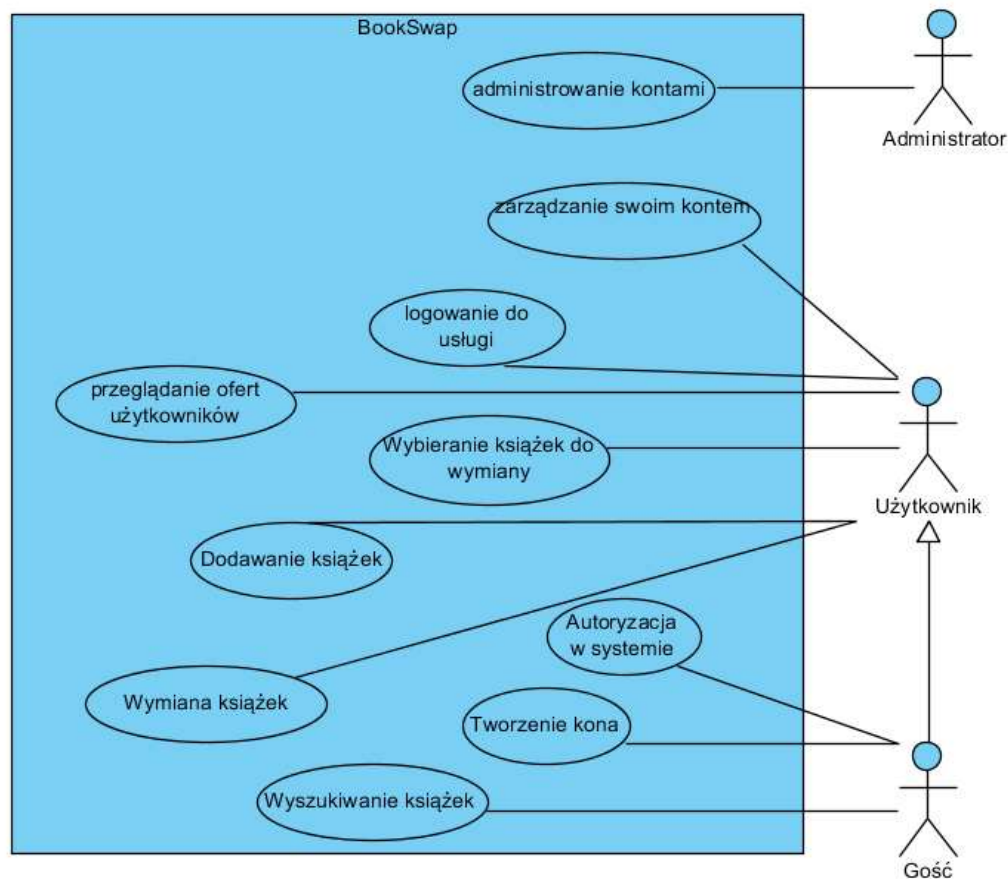 BookSwap
administrowanie kontami
Administrator
zarządzanie swoim kontem
logowanie do
usługi
przeglądanie ofert
użytkowników
Wybieranie książek do
wymiany
Użytkownik
Dodawanie książek
Autoryzacja
w systemie
Wymiana książek
Tworzenie kona
Wyszukiwanie książek
Gość